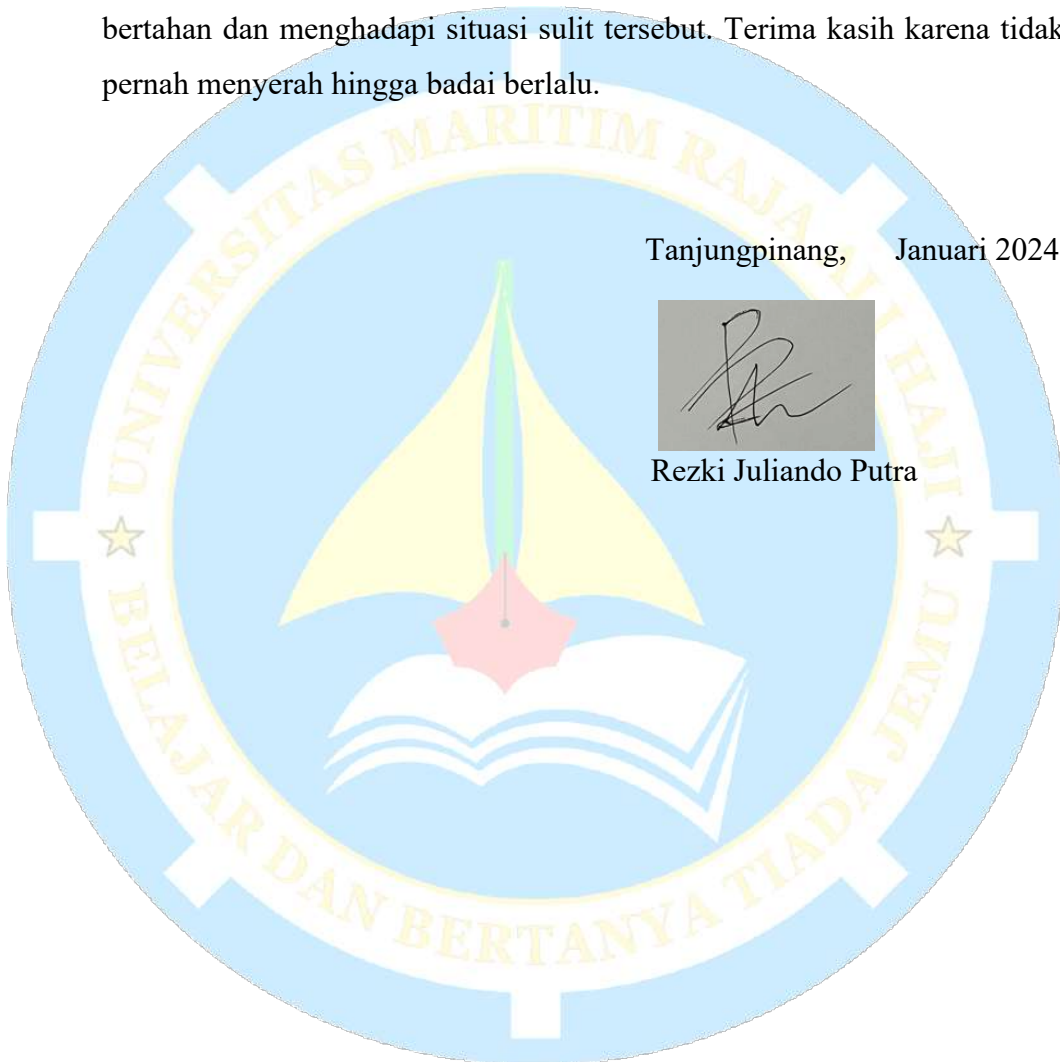 bertahan dan menghadapi situasi sulit tersebut. Terima kasih karena tidak
pernah menyerah hingga badai berlalu.
UNIVERSITAS MARITIM RAJA ALI HAJI
Tanjungpinang, Januari 2024
Rezki Juliando Putra
BELAJAR DAN BERTANYA TIADA JEMU